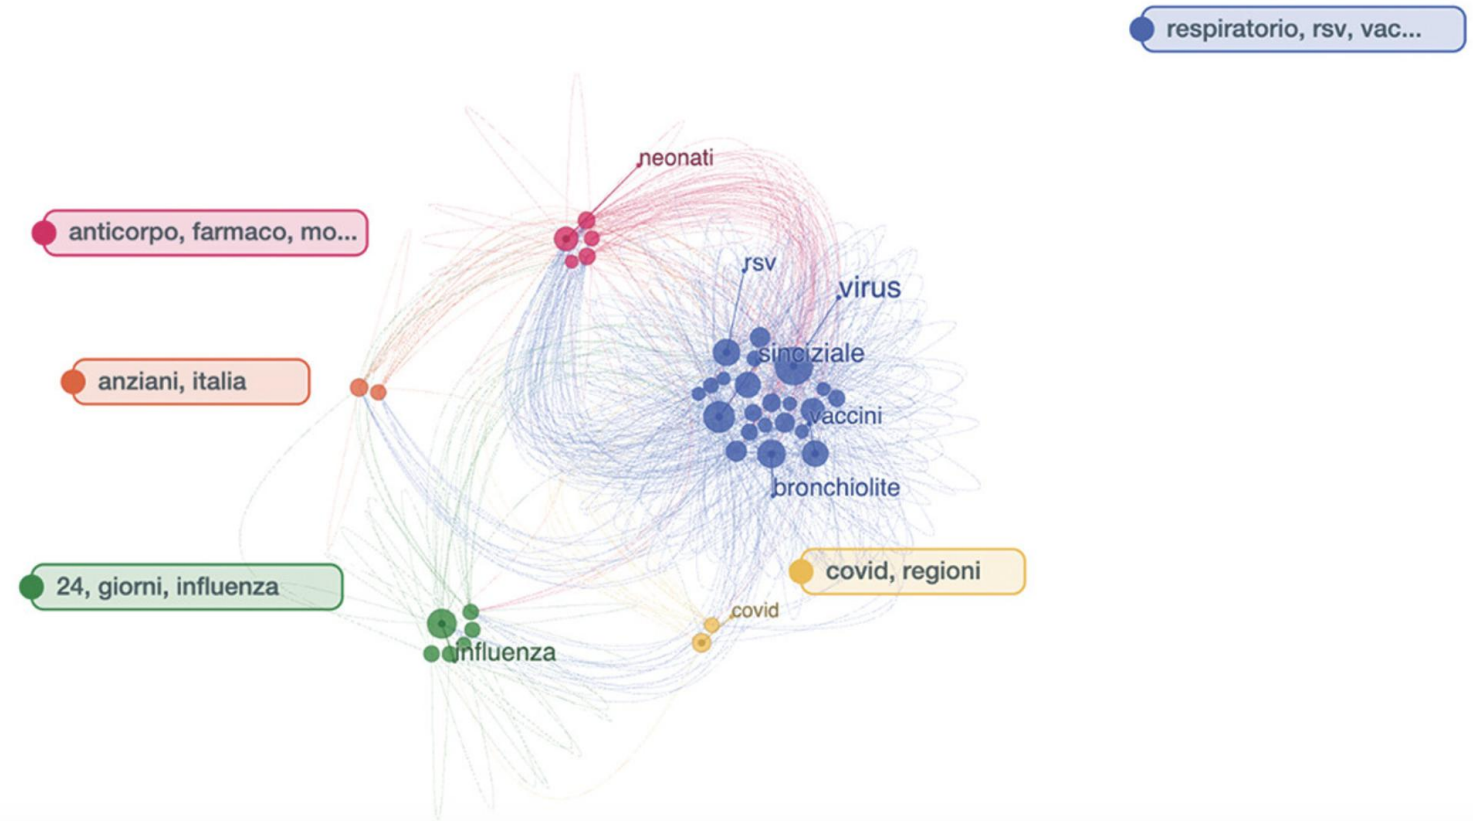 respiratorio, rsv, vac...
neonati
anticorpo, farmaco, mo...
rsv
virus
sinciziale
anziani, italia
vaccini
bronchiolite
covid, regioni
24, giorni, influenza
covid
influenza